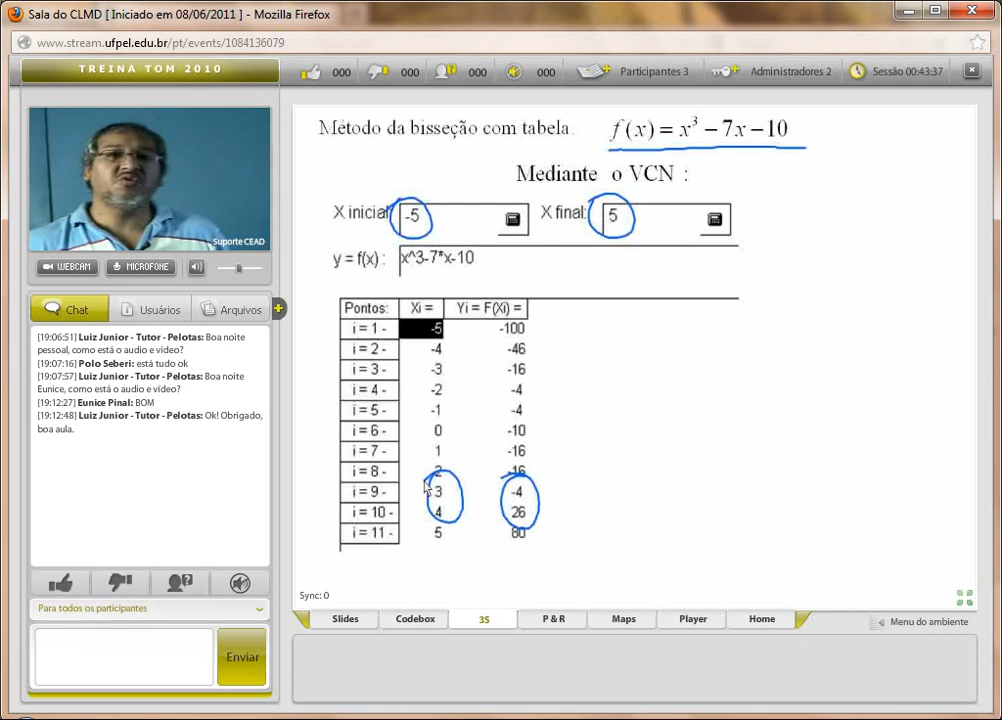 Sala do CLMD [ Iniciado em 08/06/2011 ] - Mozilla Firefox
www.stream.ufpel.edu.br/pt/events/1084136079
TREINA TOM 2010
000
000
000
000
Participantes 3
Administradores 2
Sessão 00:43:37
Suporte CEAD
WEBCAM
MICROFONE
Chat
Usuários
Arquivos
[19:06:51] Luiz Junior - Tutor - Pelotas: Boa noite
pessoal, como está o audio e video?
[19:07:16] Polo Seberi: está tudo ok
[19:07:57] Luiz Junior - Tutor - Pelotas: Boa noite
Eunice, como está o audio e vídeo?
[19:12:27] Eunice Pinal: BOM
[19:12:48] Luiz Junior - Tutor - Pelotas: Ok! Obrigado,
boa aula.
Para todos os participantes
Enviar
Método da bisseção com tabela. f(x) = x³ − 7x − 10
Mediante o VCN :
X inicial: -5 X final: 5
y = f(x) : x^3-7*x-10
Pontos: Xi = Yi = F(Xi) =
i = 1 - -5 -100
i = 2 - -4 -46
i = 3 - -3 -16
i = 4 - -2 -4
i = 5 - -1 -4
i = 6 - 0 -10
i = 7 - 1 -16
i = 8 - 2 -16
i = 9 - 3 -4
i = 10 - 4 26
i = 11 - 5 80
Sync: 0
Slides
Codebox
3S
P & R
Maps
Player
Home
Menu do ambiente